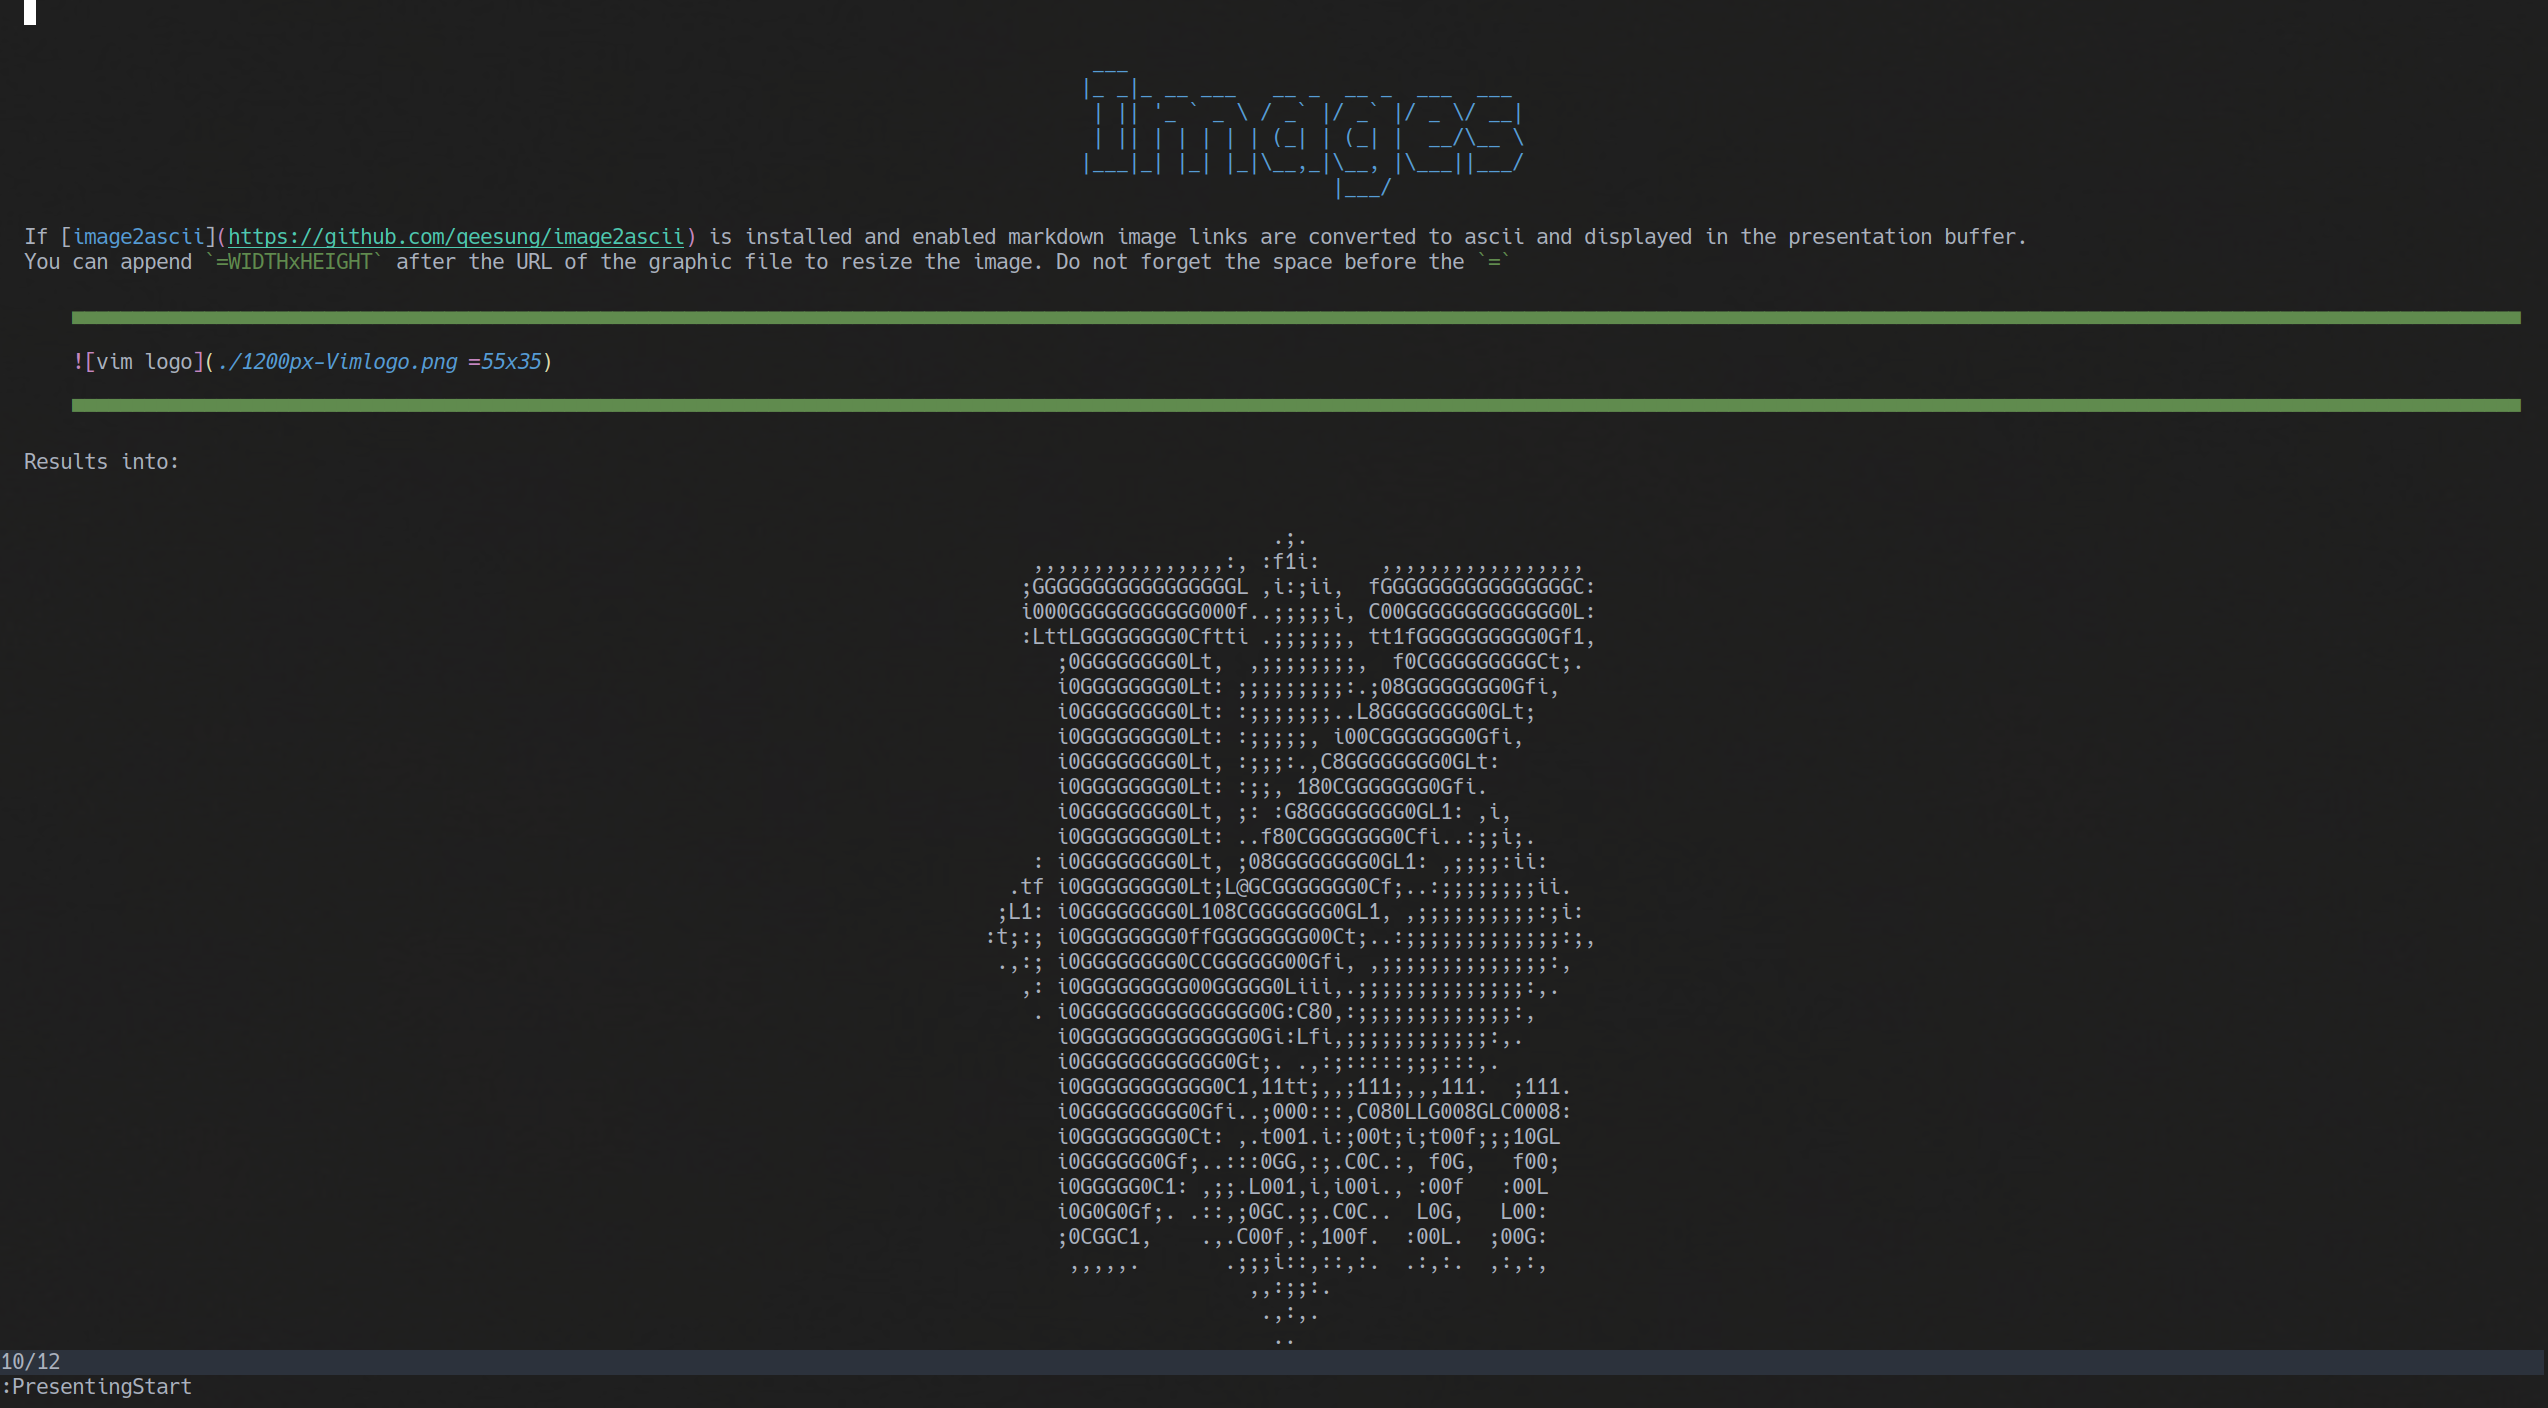 Images
If [image2ascii](https://github.com/qeesung/image2ascii) is installed and enabled markdown image links are converted to ascii and displayed in the presentation buffer.
You can append `=WIDTHxHEIGHT` after the URL of the graphic file to resize the image. Do not forget the space before the `=`
![vim logo](./1200px-Vimlogo.png =55x35)
Results into:
10/12
:PresentingStart